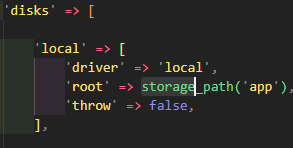 'disks' => [
'local' => [
'driver' => 'local',
'root' => storage_path('app'),
'throw' => false,
],